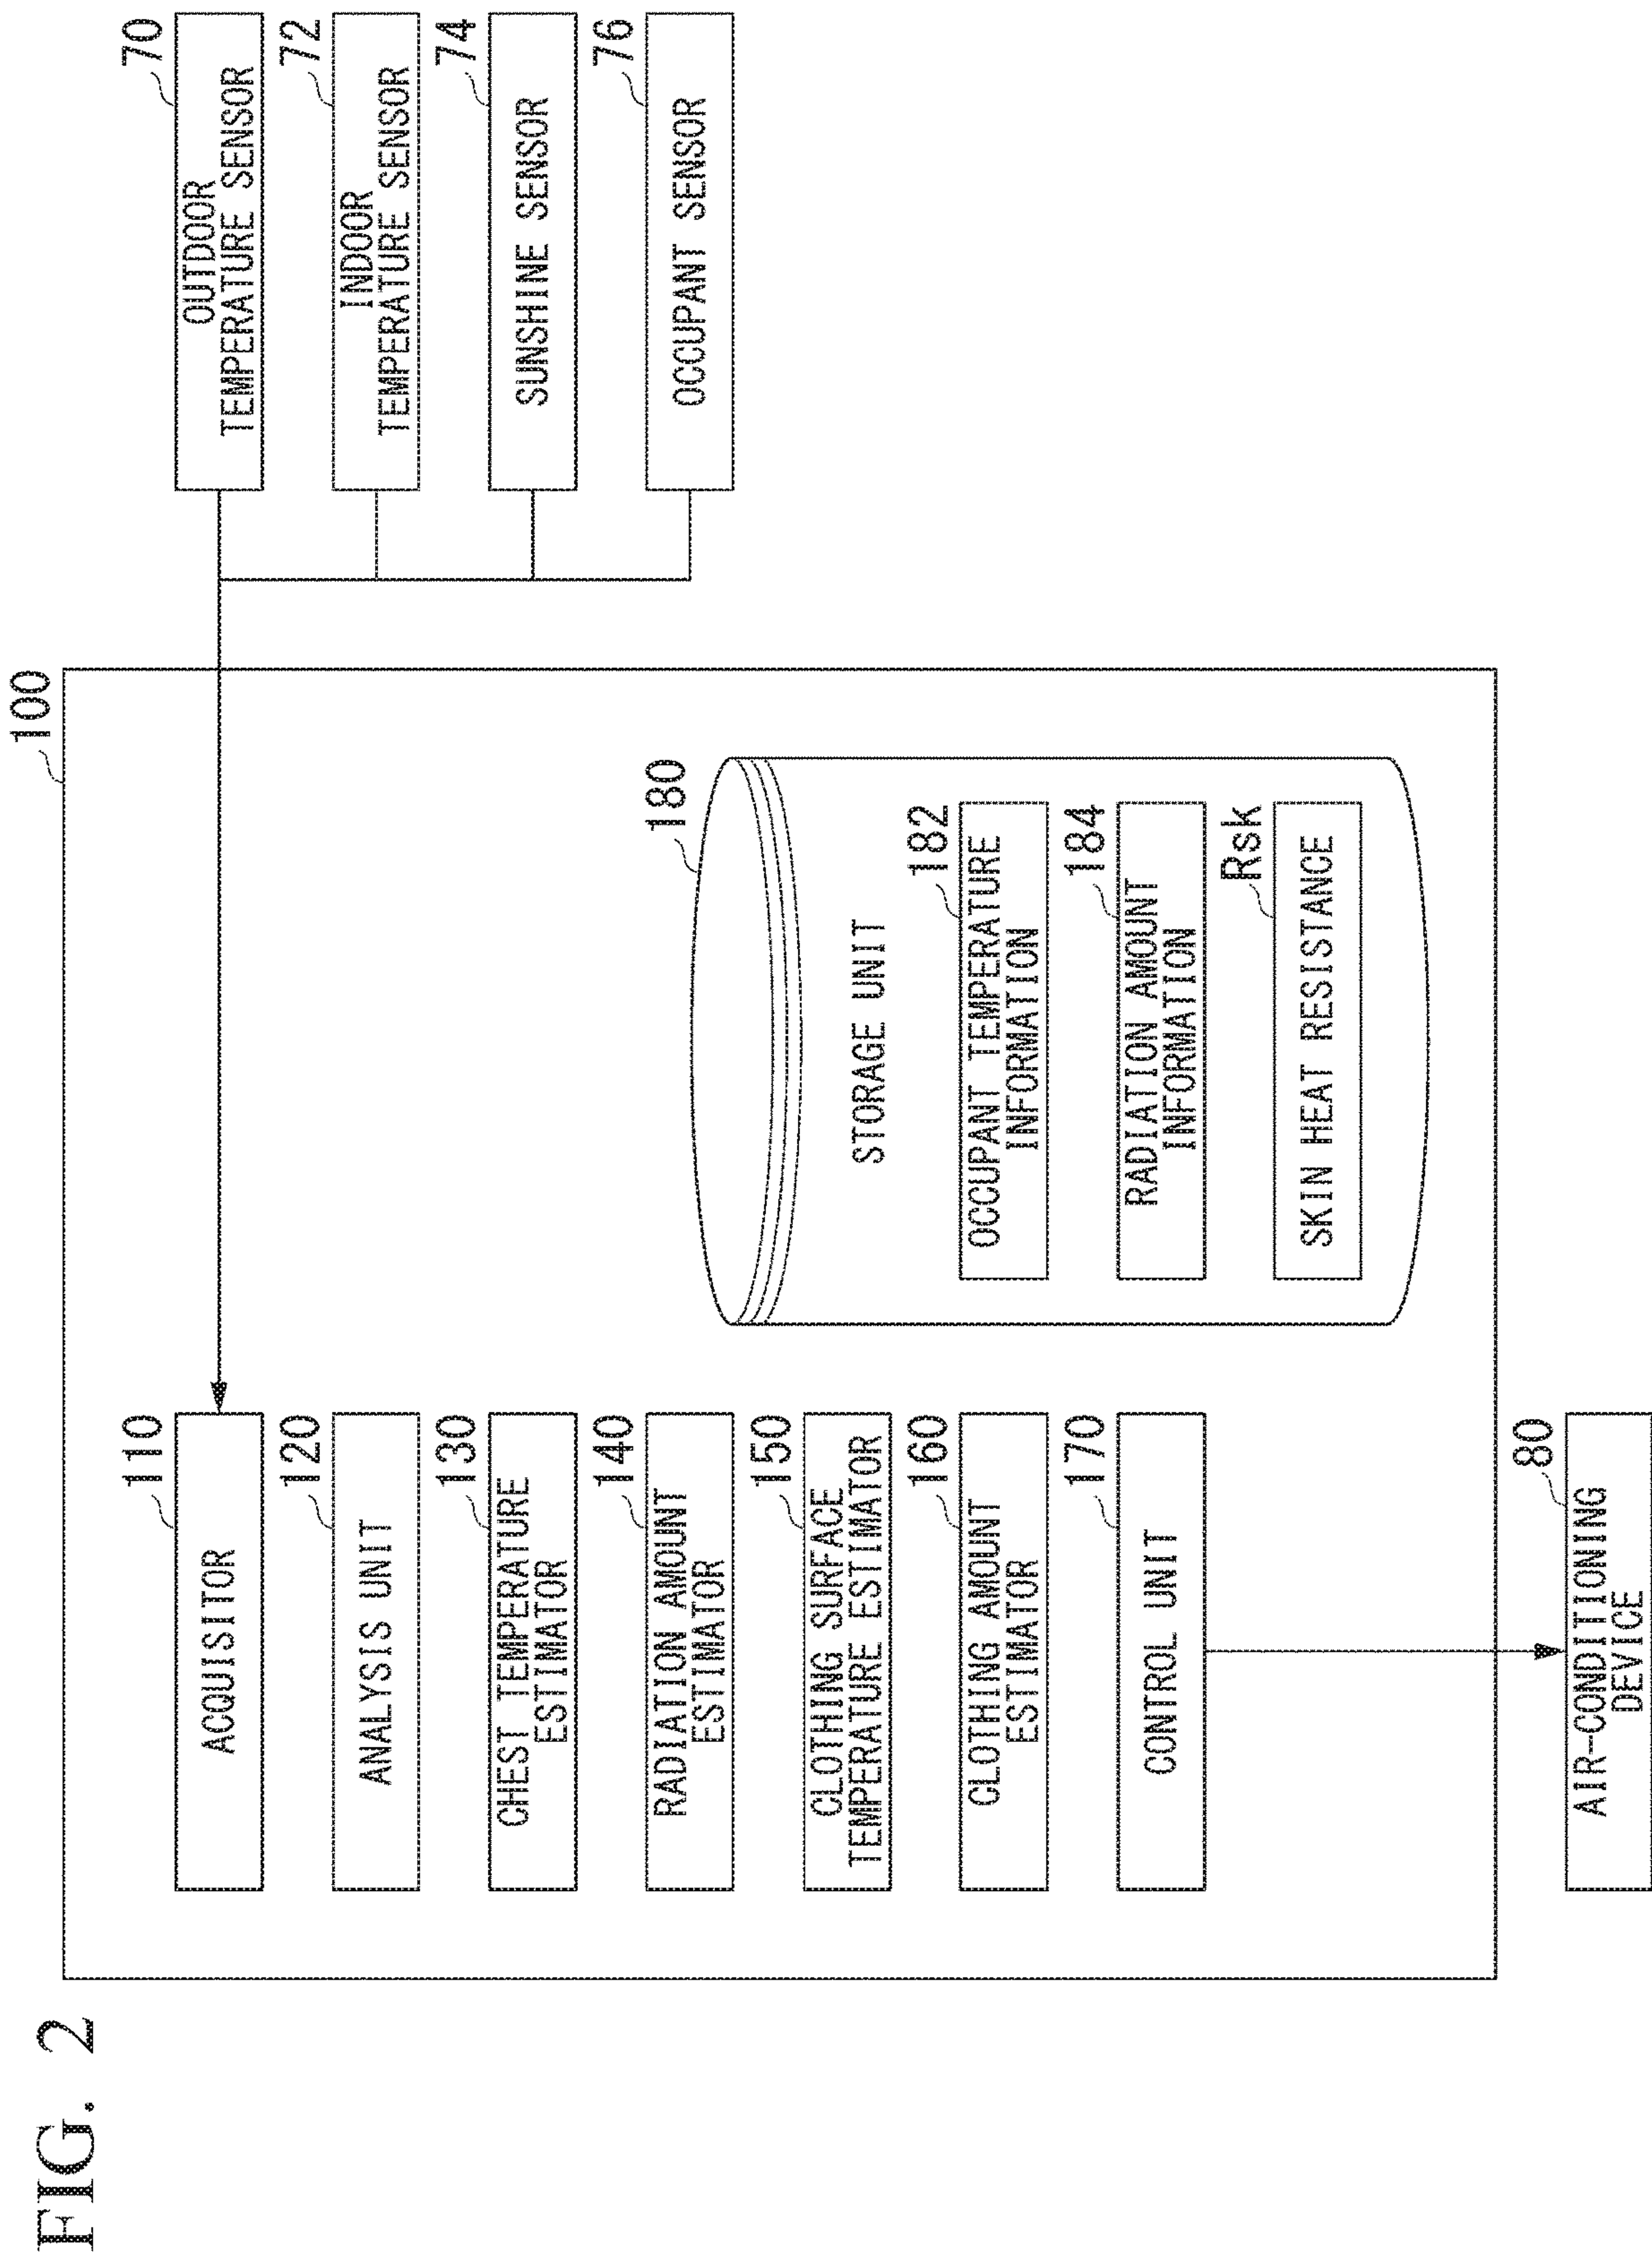 FIG. 2
100
110
ACQUISITOR
120
ANALYSIS UNIT
130
CHEST TEMPERATURE
ESTIMATOR
140
RADIATION AMOUNT
ESTIMATOR
150
CLOTHING SURFACE
TEMPERATURE ESTIMATOR
160
CLOTHING AMOUNT
ESTIMATOR
170
CONTROL UNIT
80
AIR-CONDITIONING
DEVICE
180
STORAGE UNIT
182
OCCUPANT TEMPERATURE
INFORMATION
184
RADIATION AMOUNT
INFORMATION
Rsk
SKIN HEAT RESISTANCE
70
OUTDOOR
TEMPERATURE SENSOR
72
INDOOR
TEMPERATURE SENSOR
74
SUNSHINE SENSOR
76
OCCUPANT SENSOR